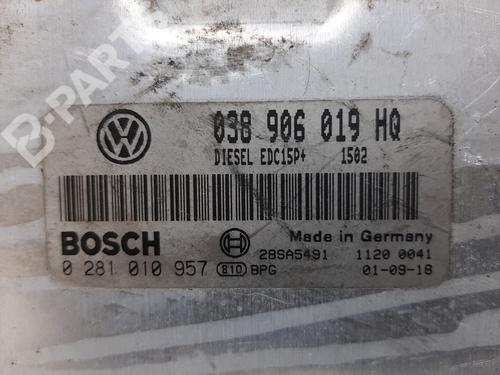 B-PARTS
038 906 019 HQ
DIESEL EDC15P+ 1502
BOSCH
Made in Germany
28SA5491 1120 0041
0 281 010 957 810 BPG 01-09-18